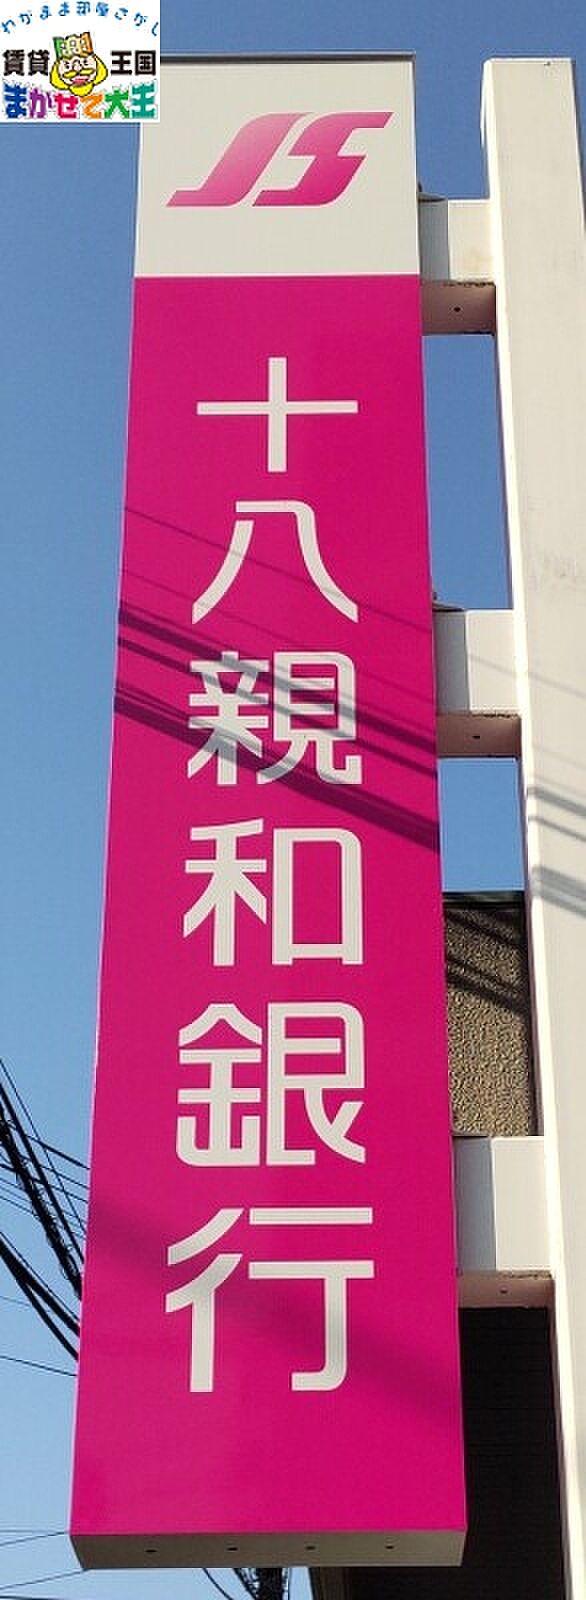 わがまま部屋さがし
賃貸王国
まかせて大王
十八親和銀行